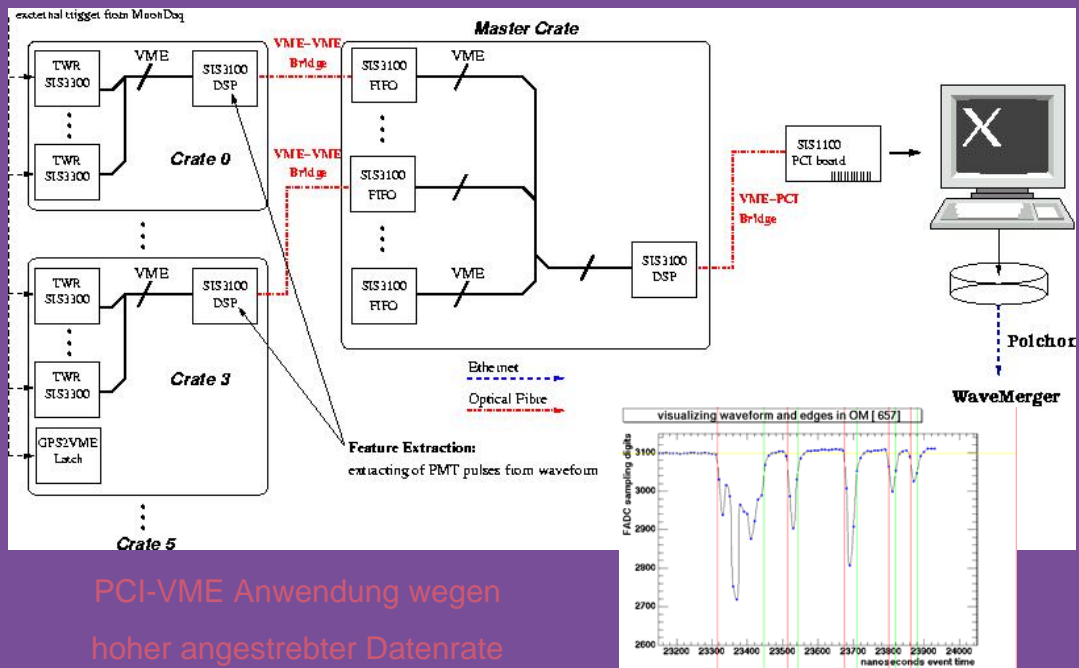 external trigget from MuonDaq
Master Crate
TWR
SIS3300
VME
SIS3100
DSP
VME-VME
Bridge
SIS3100
FIFO
VME
TWR
SIS3300
Crate 0
VME-VME
Bridge
SIS3100
FIFO
SIS1100
PCI board
X
VME-PCI
Bridge
TWR
SIS3300
VME
SIS3100
DSP
SIS3100
FIFO
VME
SIS3100
DSP
TWR
SIS3300
Crate 3
Polchor
WaveMerger
Ethernet
Optical Fibre
GPS2VME
Latch
Feature Extraction:
extracting of PMT pulses from waveform
Crate 5
visualizing waveform and edges in OM [ 657]
FADC sampling digits
3100
3000
2900
2800
2700
2600
23200 23300 23400 23500 23600 23700 23800 23900 24000
nanoseconds event time
PCI-VME Anwendung wegen
hoher angestrebter Datenrate